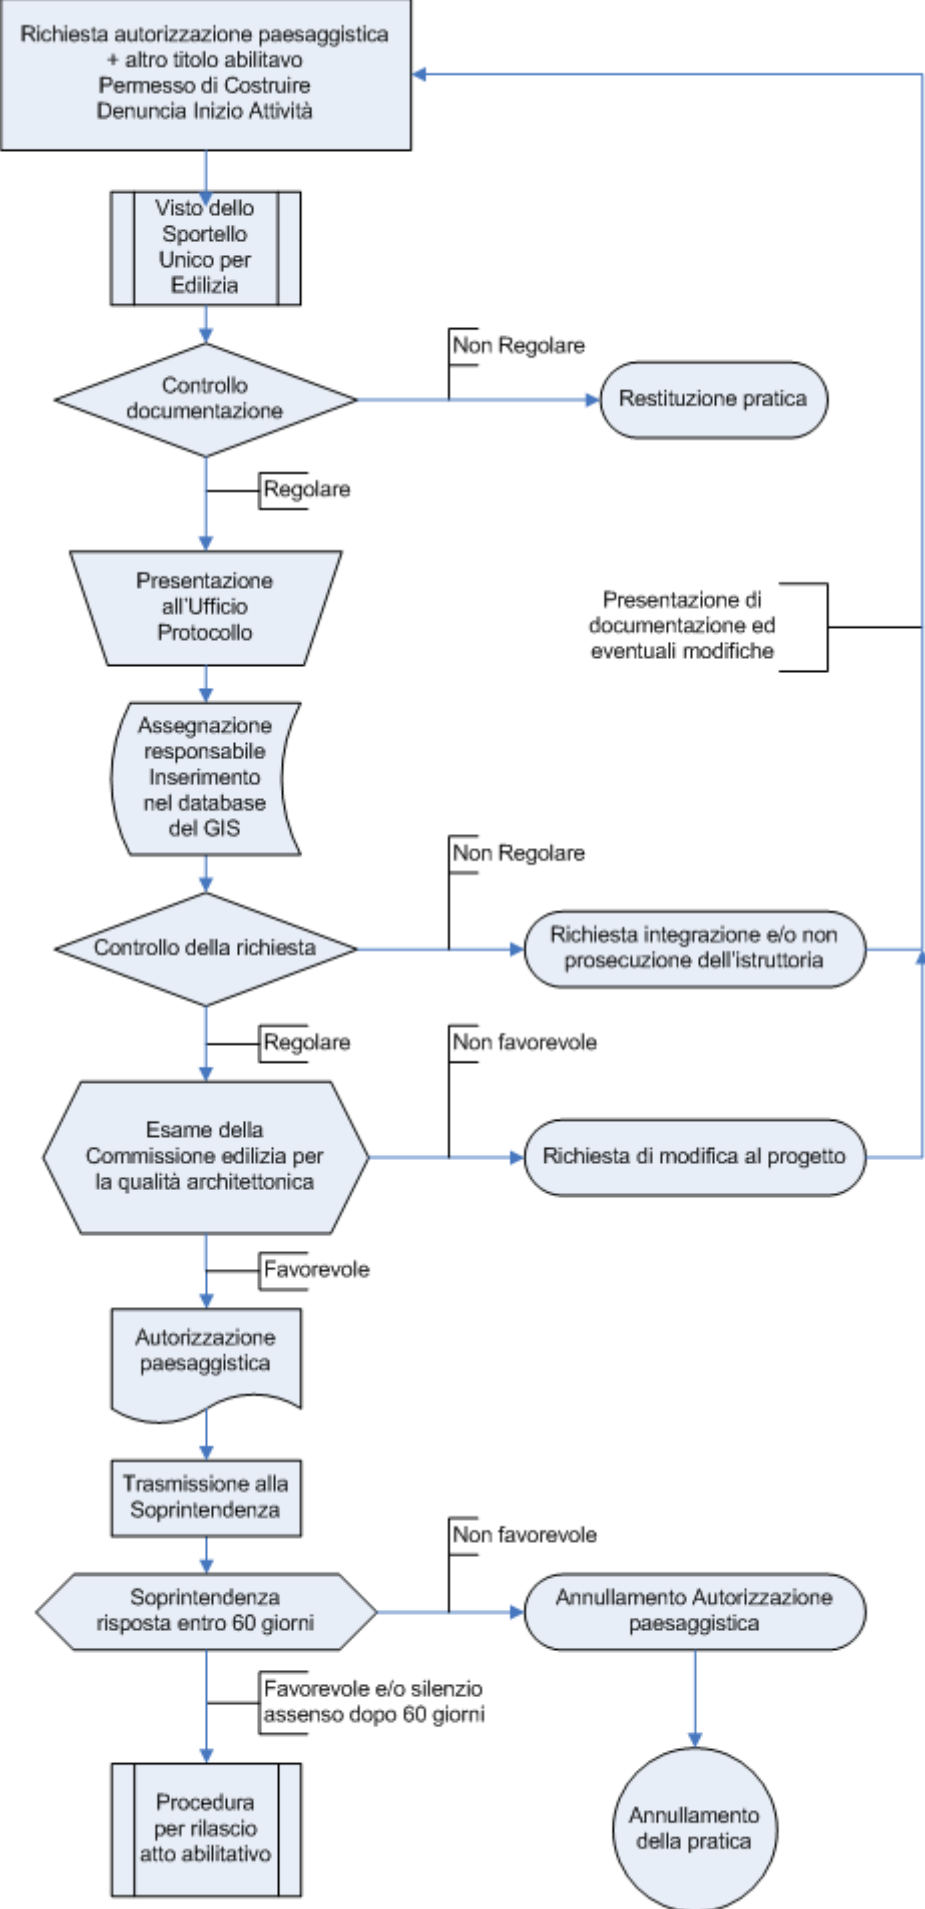 Richiesta autorizzazione paesaggistica
+ altro titolo abilitavo
Permesso di Costruire
Denuncia Inizio Attività
Visto dello
Sportello
Unico per
Edilizia
Non Regolare
Controllo
documentazione
Restituzione pratica
Regolare
Presentazione
all'Ufficio
Protocollo
Presentazione di
documentazione ed
eventuali modifiche
Assegnazione
responsabile
Inserimento
nel database
del GIS
Non Regolare
Controllo della richiesta
Richiesta integrazione e/o non
prosecuzione dell'istruttoria
Regolare
Non favorevole
Esame della
Commissione edilizia per
la qualità architettonica
Richiesta di modifica al progetto
Favorevole
Autorizzazione
paesaggistica
Trasmissione alla
Soprintendenza
Non favorevole
Soprintendenza
risposta entro 60 giorni
Annullamento Autorizzazione
paesaggistica
Favorevole e/o silenzio
assenso dopo 60 giorni
Procedura
per rilascio
atto abilitativo
Annullamento
della pratica